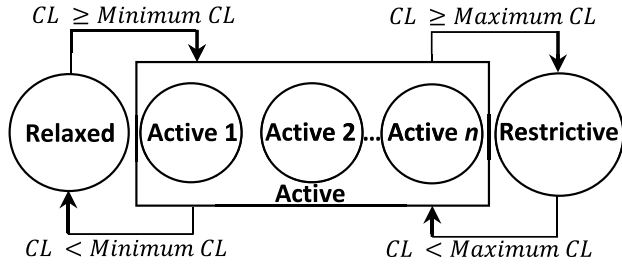 CL ≥ Minimum CL
CL ≥ Maximum CL
Relaxed
Active 1
Active 2
...
Active n
Restrictive
Active
CL < Minimum CL
CL < Maximum CL